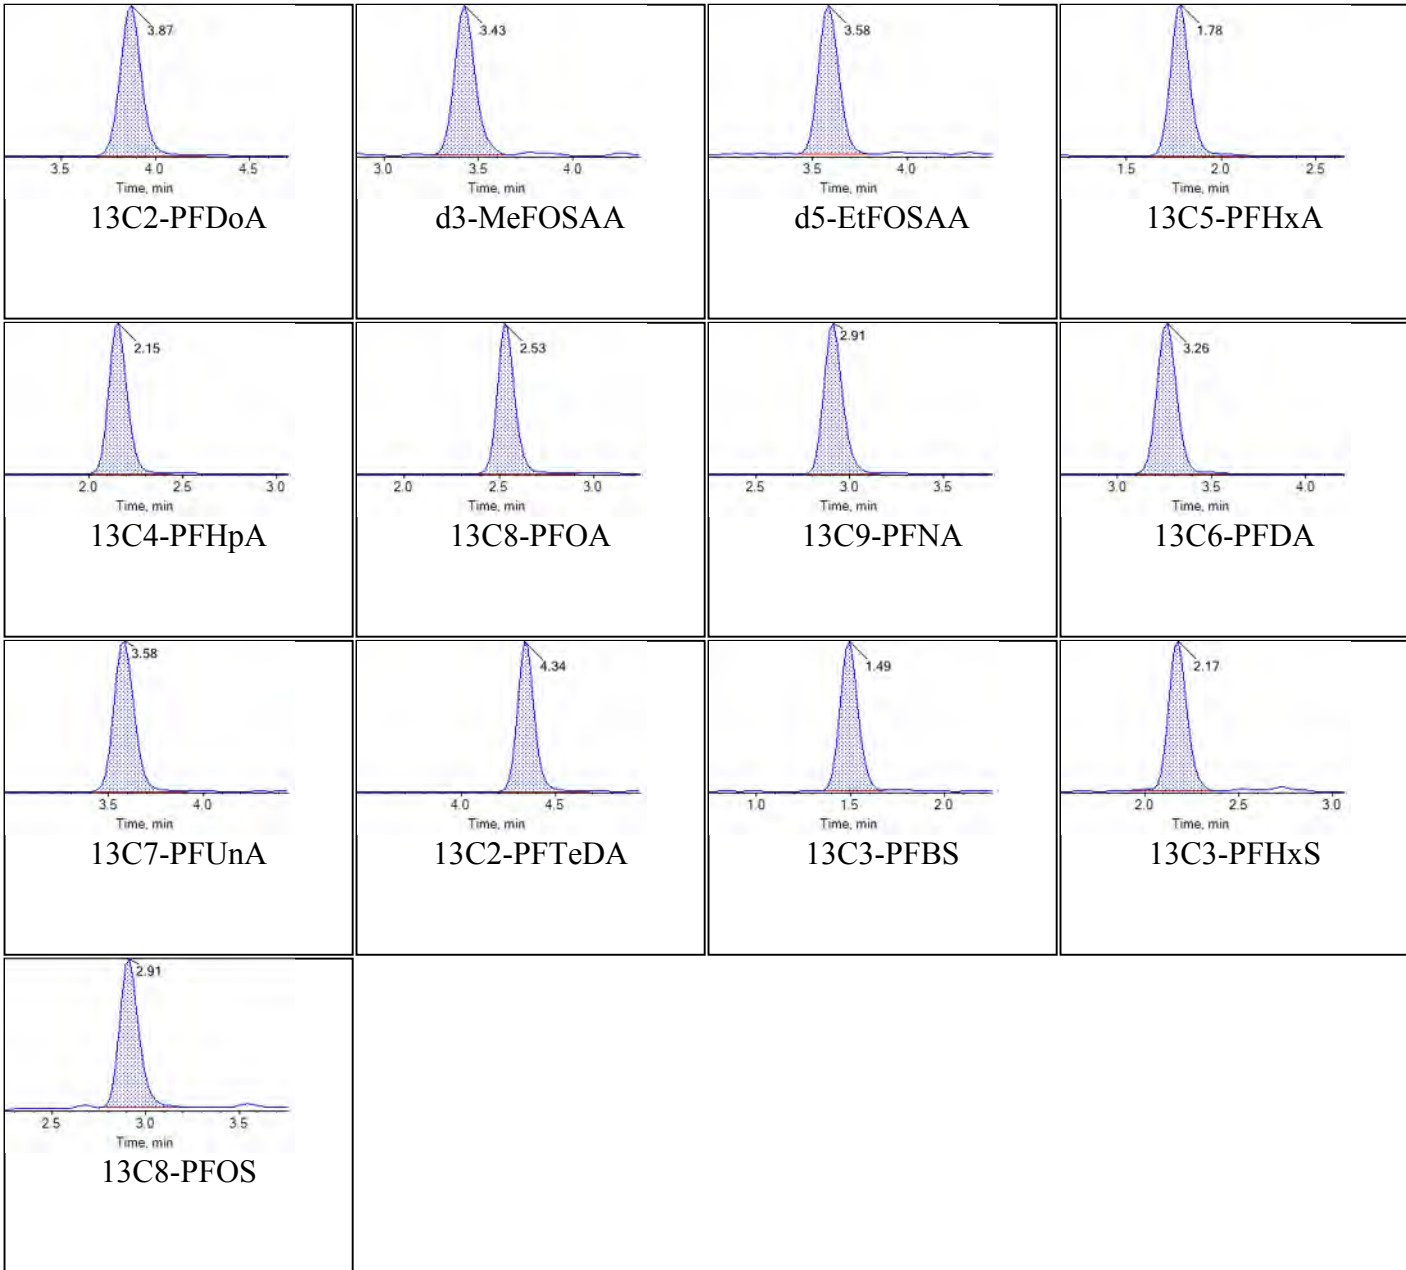 3.87
3.5 4.0 4.5
Time, min
13C2-PFDoA
3.43
3.0 3.5 4.0
Time, min
d3-MeFOSAA
3.58
3.5 4.0
Time, min
d5-EtFOSAA
1.78
1.5 2.0 2.5
Time, min
13C5-PFHxA
2.15
2.0 2.5 3.0
Time, min
13C4-PFHpA
2.53
2.0 2.5 3.0
Time, min
13C8-PFOA
2.91
2.5 3.0 3.5
Time, min
13C9-PFNA
3.26
3.0 3.5 4.0
Time, min
13C6-PFDA
3.58
3.5 4.0
Time, min
13C7-PFUnA
4.34
4.0 4.5
Time, min
13C2-PFTeDA
1.49
1.0 1.5 2.0
Time, min
13C3-PFBS
2.17
2.0 2.5 3.0
Time, min
13C3-PFHxS
2.91
2.5 3.0 3.5
Time, min
13C8-PFOS